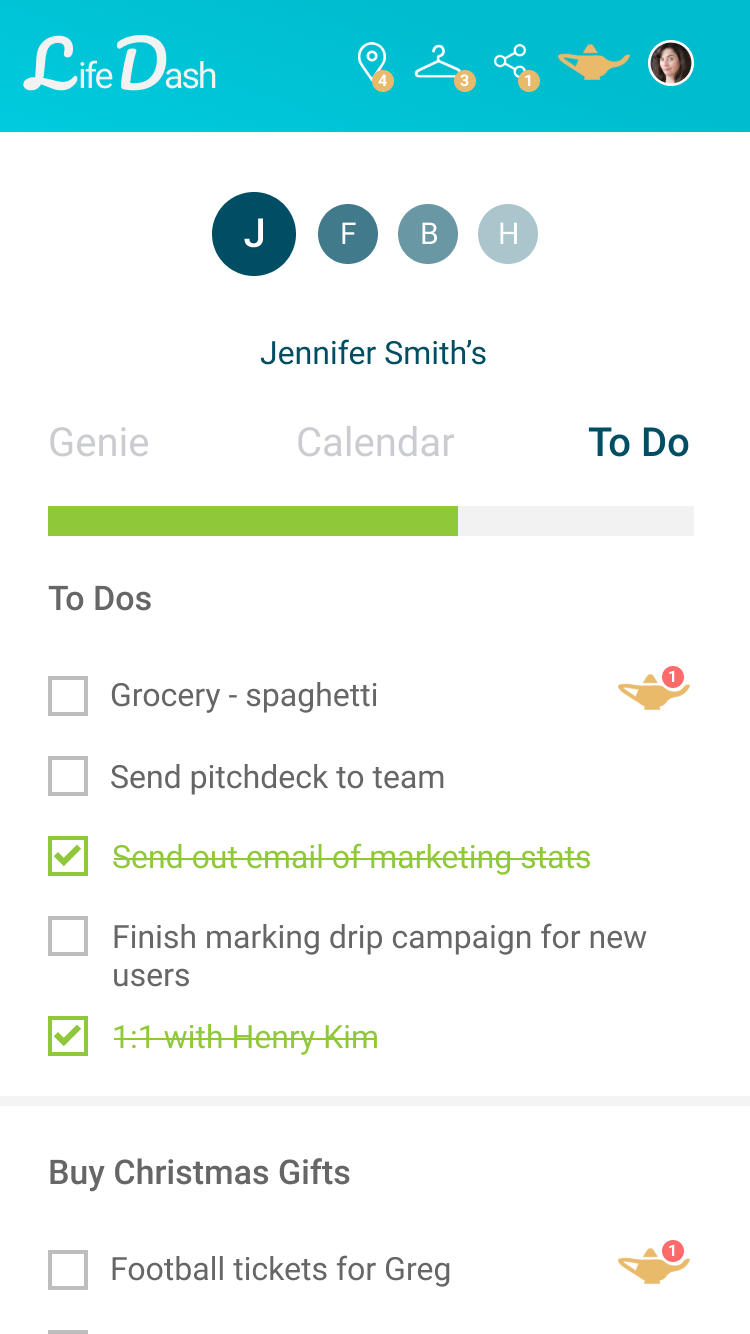 Life Dash
4 3 1
J F B H
Jennifer Smith’s
Genie Calendar To Do
To Dos
Grocery - spaghetti 1
Send pitchdeck to team
Send out email of marketing stats
Finish marking drip campaign for new
users
1:1 with Henry Kim
Buy Christmas Gifts
Football tickets for Greg 1